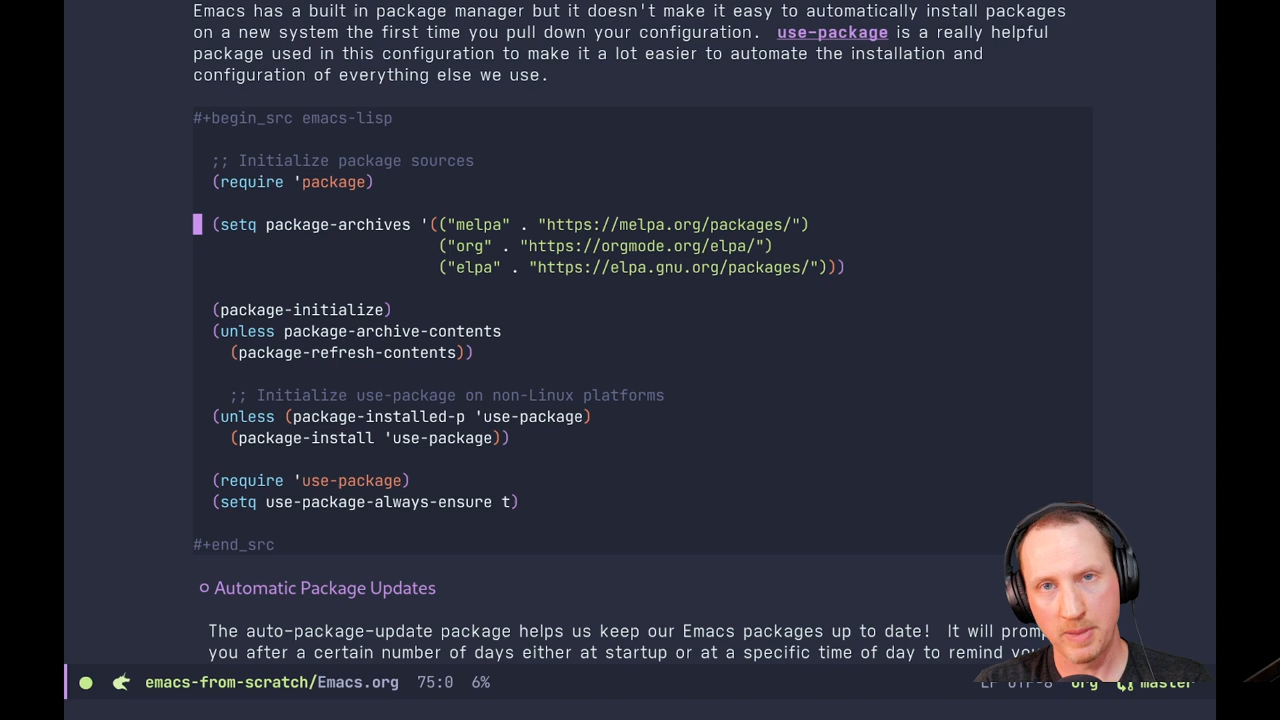 Emacs has a built in package manager but it doesn't make it easy to automatically install packages
on a new system the first time you pull down your configuration.  use-package is a really helpful
package used in this configuration to make it a lot easier to automate the installation and
configuration of everything else we use.
#+begin_src emacs-lisp
;; Initialize package sources
(require 'package)
(setq package-archives '(("melpa" . "https://melpa.org/packages/")
("org" . "https://orgmode.org/elpa/")
("elpa" . "https://elpa.gnu.org/packages/")))
(package-initialize)
(unless package-archive-contents
(package-refresh-contents))
;; Initialize use-package on non-Linux platforms
(unless (package-installed-p 'use-package)
(package-install 'use-package))
(require 'use-package)
(setq use-package-always-ensure t)
#+end_src
Automatic Package Updates
The auto-package-update package helps us keep our Emacs packages up to date!  It will
you after a certain number of days either at startup or at a specific time of day to remind
emacs-from-scratch/Emacs.org 75:0 6% LF UTF-8 org master